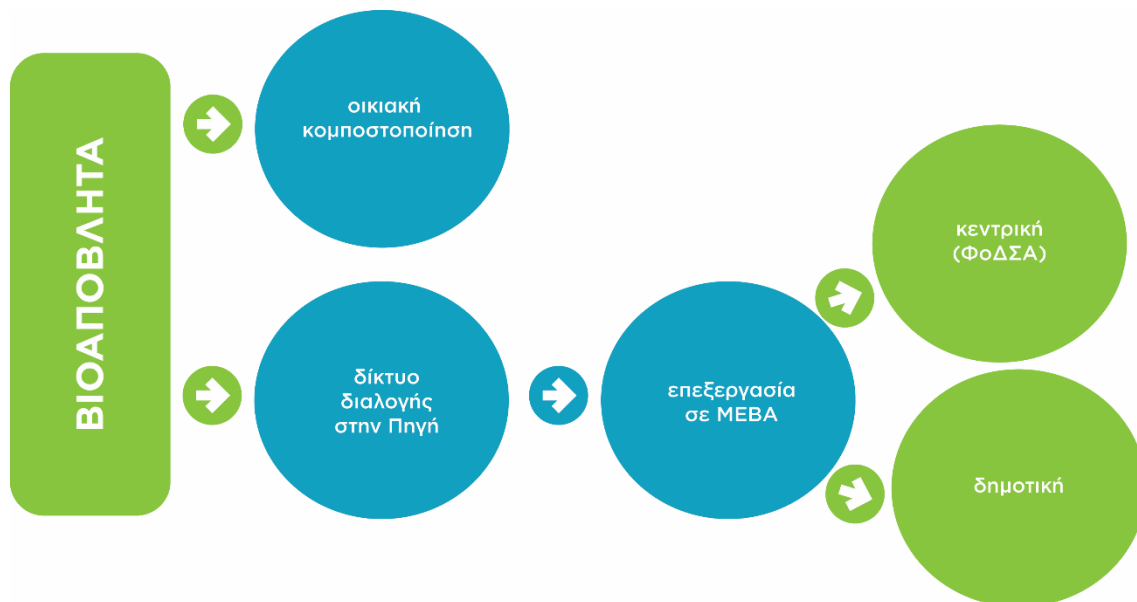 ΒΙΟΑΠΟΒΛΗΤΑ
οικιακή
κομποστοποίηση
δίκτυο
διαλογής
στην Πηγή
επεξεργασία
σε ΜΕΒΑ
κεντρική
(ΦοΔΣΑ)
δημοτική